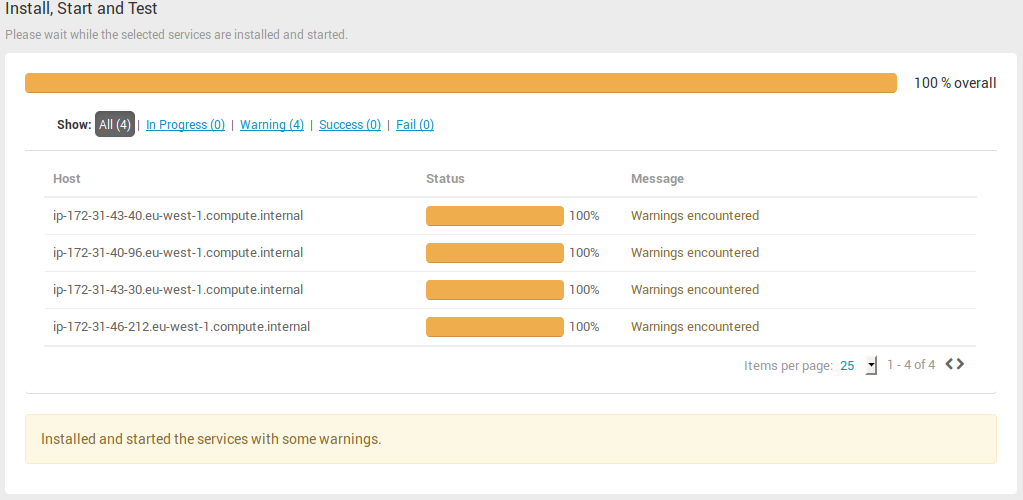 Install, Start and Test
Please wait while the selected services are installed and started.
100 % overall
Show: All (4) | In Progress (0) | Warning (4) | Success (0) | Fail (0)
Host Status Message
ip-172-31-43-40.eu-west-1.compute.internal 100% Warnings encountered
ip-172-31-40-96.eu-west-1.compute.internal 100% Warnings encountered
ip-172-31-43-30.eu-west-1.compute.internal 100% Warnings encountered
ip-172-31-46-212.eu-west-1.compute.internal 100% Warnings encountered
Items per page: 25 1 - 4 of 4
Installed and started the services with some warnings.